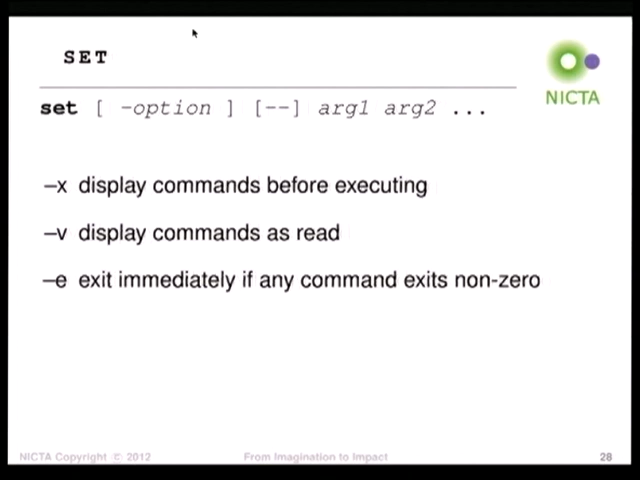 SET
NICTA
set [ -option ] [--] arg1 arg2 ...
–x display commands before executing
–v display commands as read
–e exit immediately if any command exits non-zero
NICTA Copyright © 2012
From Imagination to Impact
28